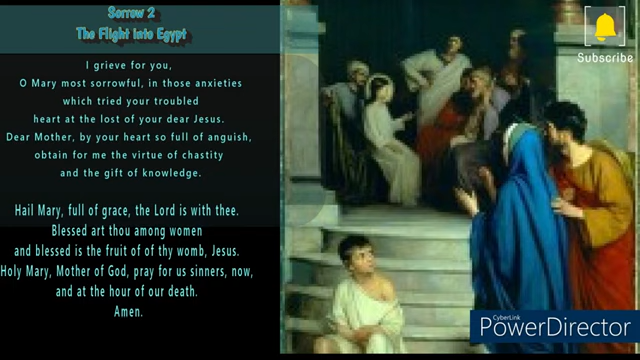 Sorrow 2
The Flight Into Egypt
I grieve for you,
O Mary most sorrowful, in those anxieties
which tried your troubled
heart at the lost of your dear Jesus.
Dear Mother, by your heart so full of anguish,
obtain for me the virtue of chastity
and the gift of knowledge.
Hail Mary, full of grace, the Lord is with thee.
Blessed art thou among women
and blessed is the fruit of of thy womb, Jesus.
Holy Mary, Mother of God, pray for us sinners, now,
and at the hour of our death.
Amen.
Subscribe
CyberLink
PowerDirector